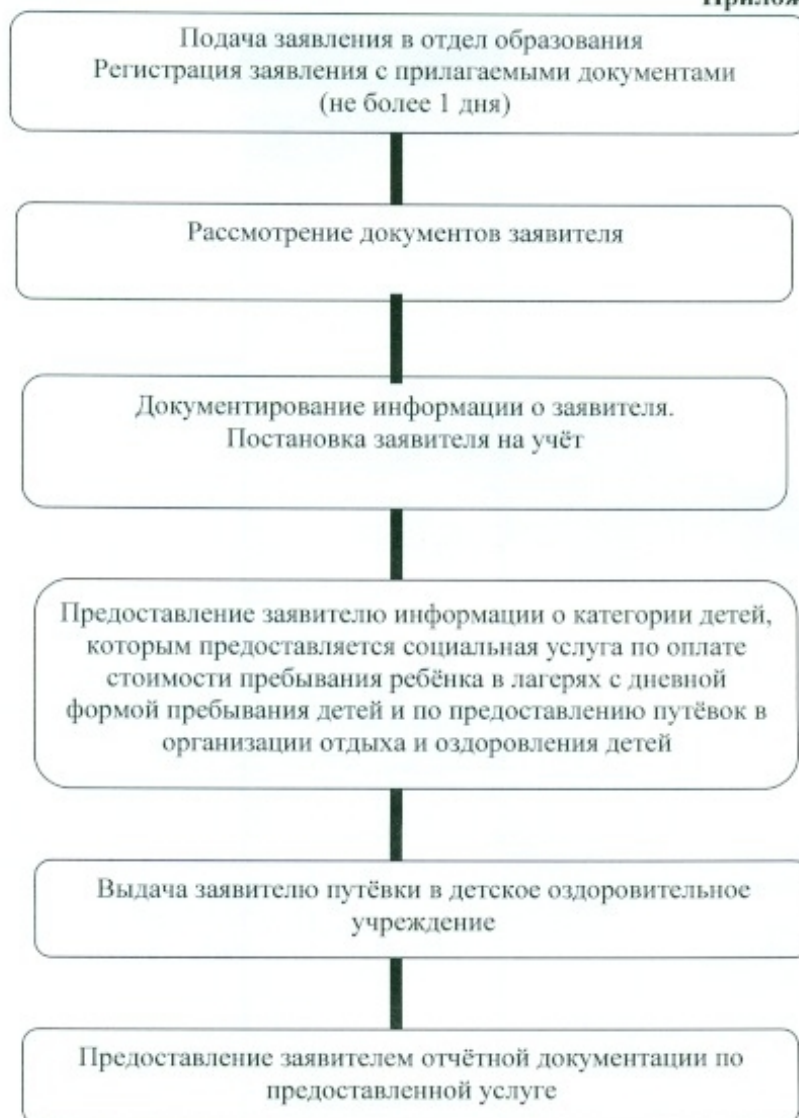 Подача заявления в отдел образования
Регистрация заявления с прилагаемыми документами
(не более 1 дня)
Рассмотрение документов заявителя
Документирование информации о заявителя.
Постановка заявителя на учёт
Предоставление заявителю информации о категории детей,
которым предоставляется социальная услуга по оплате
стоимости пребывания ребёнка в лагерях с дневной
формой пребывания детей и по предоставлению путёвок в
организации отдыха и оздоровления детей
Выдача заявителю путёвки в детское оздоровительное
учреждение
Предоставление заявителем отчётной документации по
предоставленной услуге